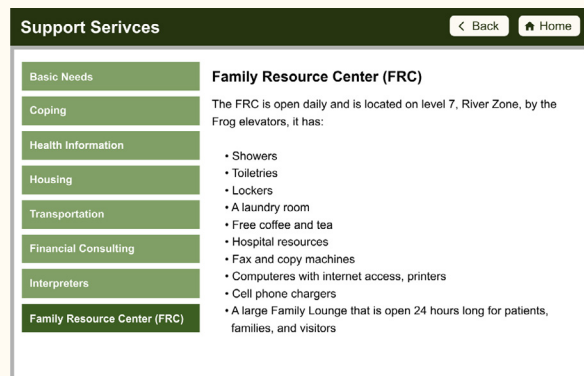 Support Serivces
Back
Home
Basic Needs
Coping
Health Information
Housing
Transportation
Financial Consulting
Interpreters
Family Resource Center (FRC)
Family Resource Center (FRC)
The FRC is open daily and is located on level 7, River Zone, by the
Frog elevators, it has:
• Showers
• Toiletries
• Lockers
• A laundry room
• Free coffee and tea
• Hospital resources
• Fax and copy machines
• Computeres with internet access, printers
• Cell phone chargers
• A large Family Lounge that is open 24 hours long for patients,
families, and visitors